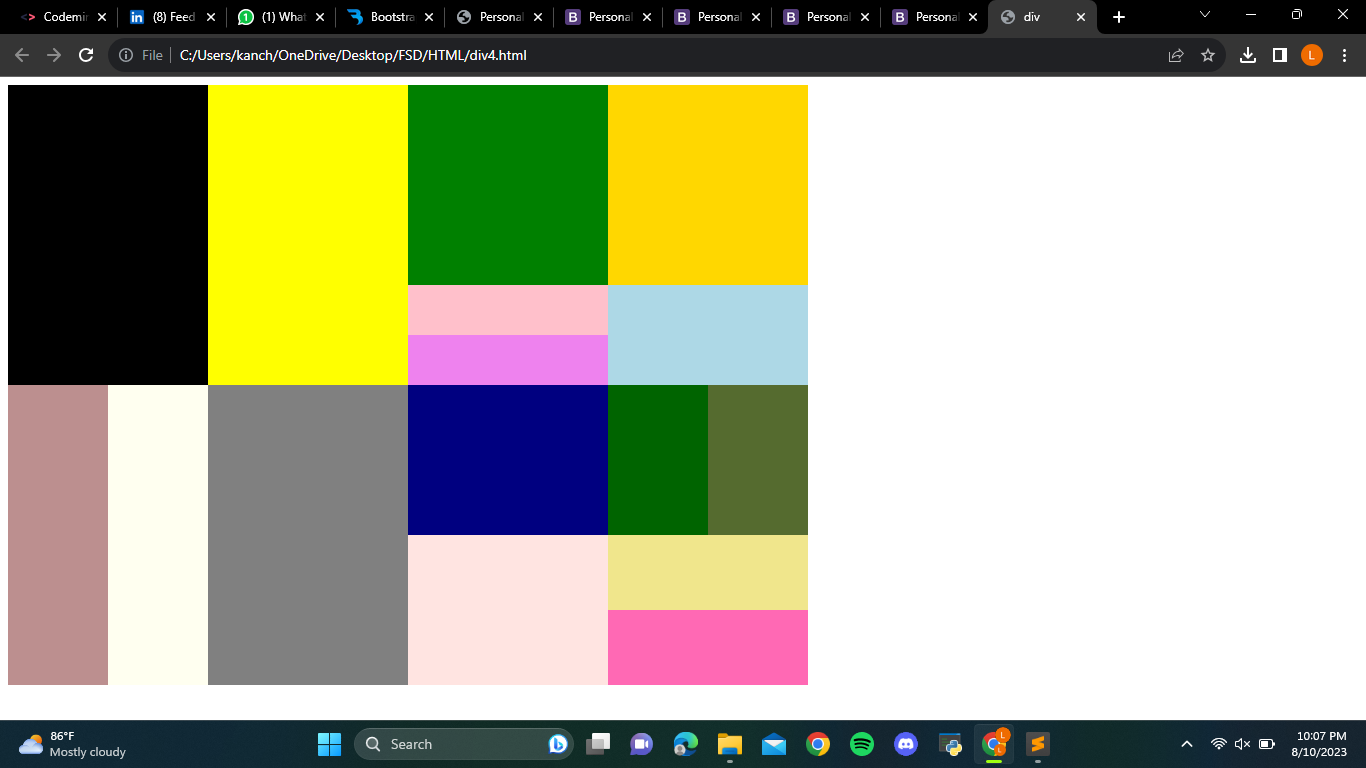 Codemin
(8) Feed
(1) What
Bootstra
Personal
Personal
Personal
Personal
Personal
div
File
C:/Users/kanch/OneDrive/Desktop/FSD/HTML/div4.html
L
86°F
Mostly cloudy
Search
10:07 PM
8/10/2023